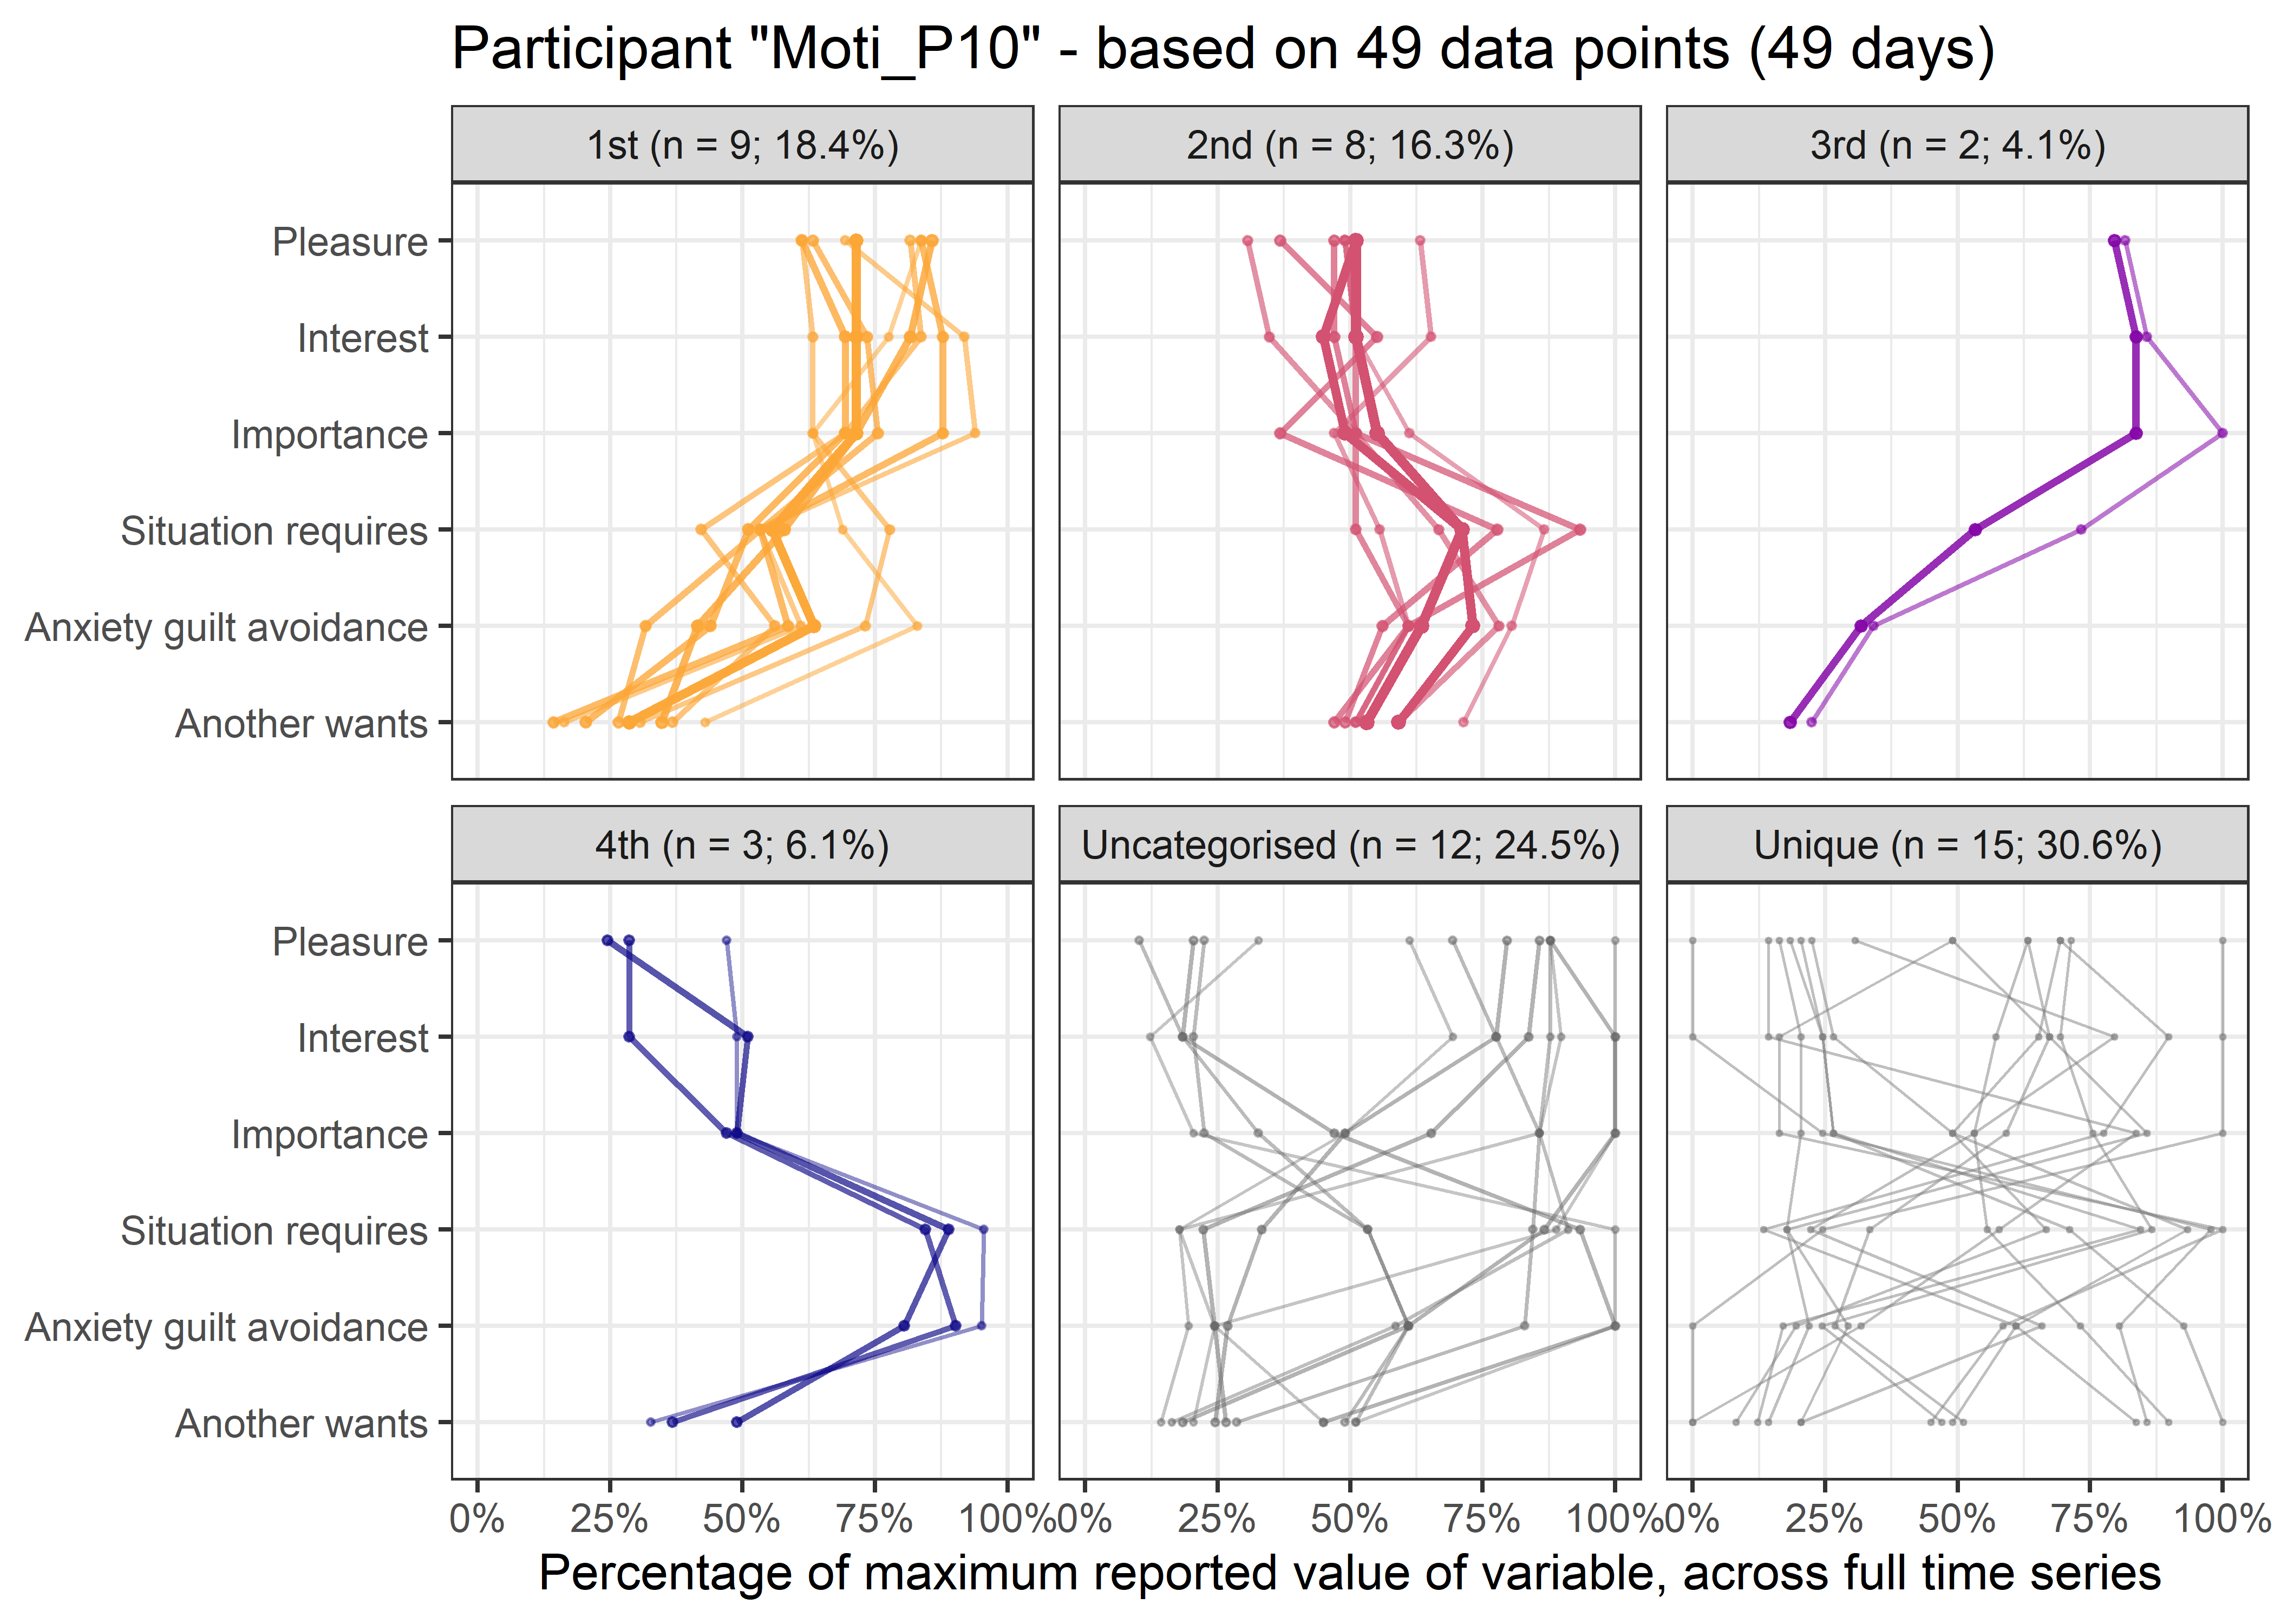 Participant "Moti_P10" - based on 49 data points (49 days)
1st (n = 9; 18.4%)
2nd (n = 8; 16.3%)
3rd (n = 2; 4.1%)
Pleasure
Interest
Importance
Situation requires
Anxiety guilt avoidance
Another wants
4th (n = 3; 6.1%)
Uncategorised (n = 12; 24.5%)
Unique (n = 15; 30.6%)
Pleasure
Interest
Importance
Situation requires
Anxiety guilt avoidance
Another wants
0% 25% 50% 75% 100%
0% 25% 50% 75% 100%
0% 25% 50% 75% 100%
Percentage of maximum reported value of variable, across full time series